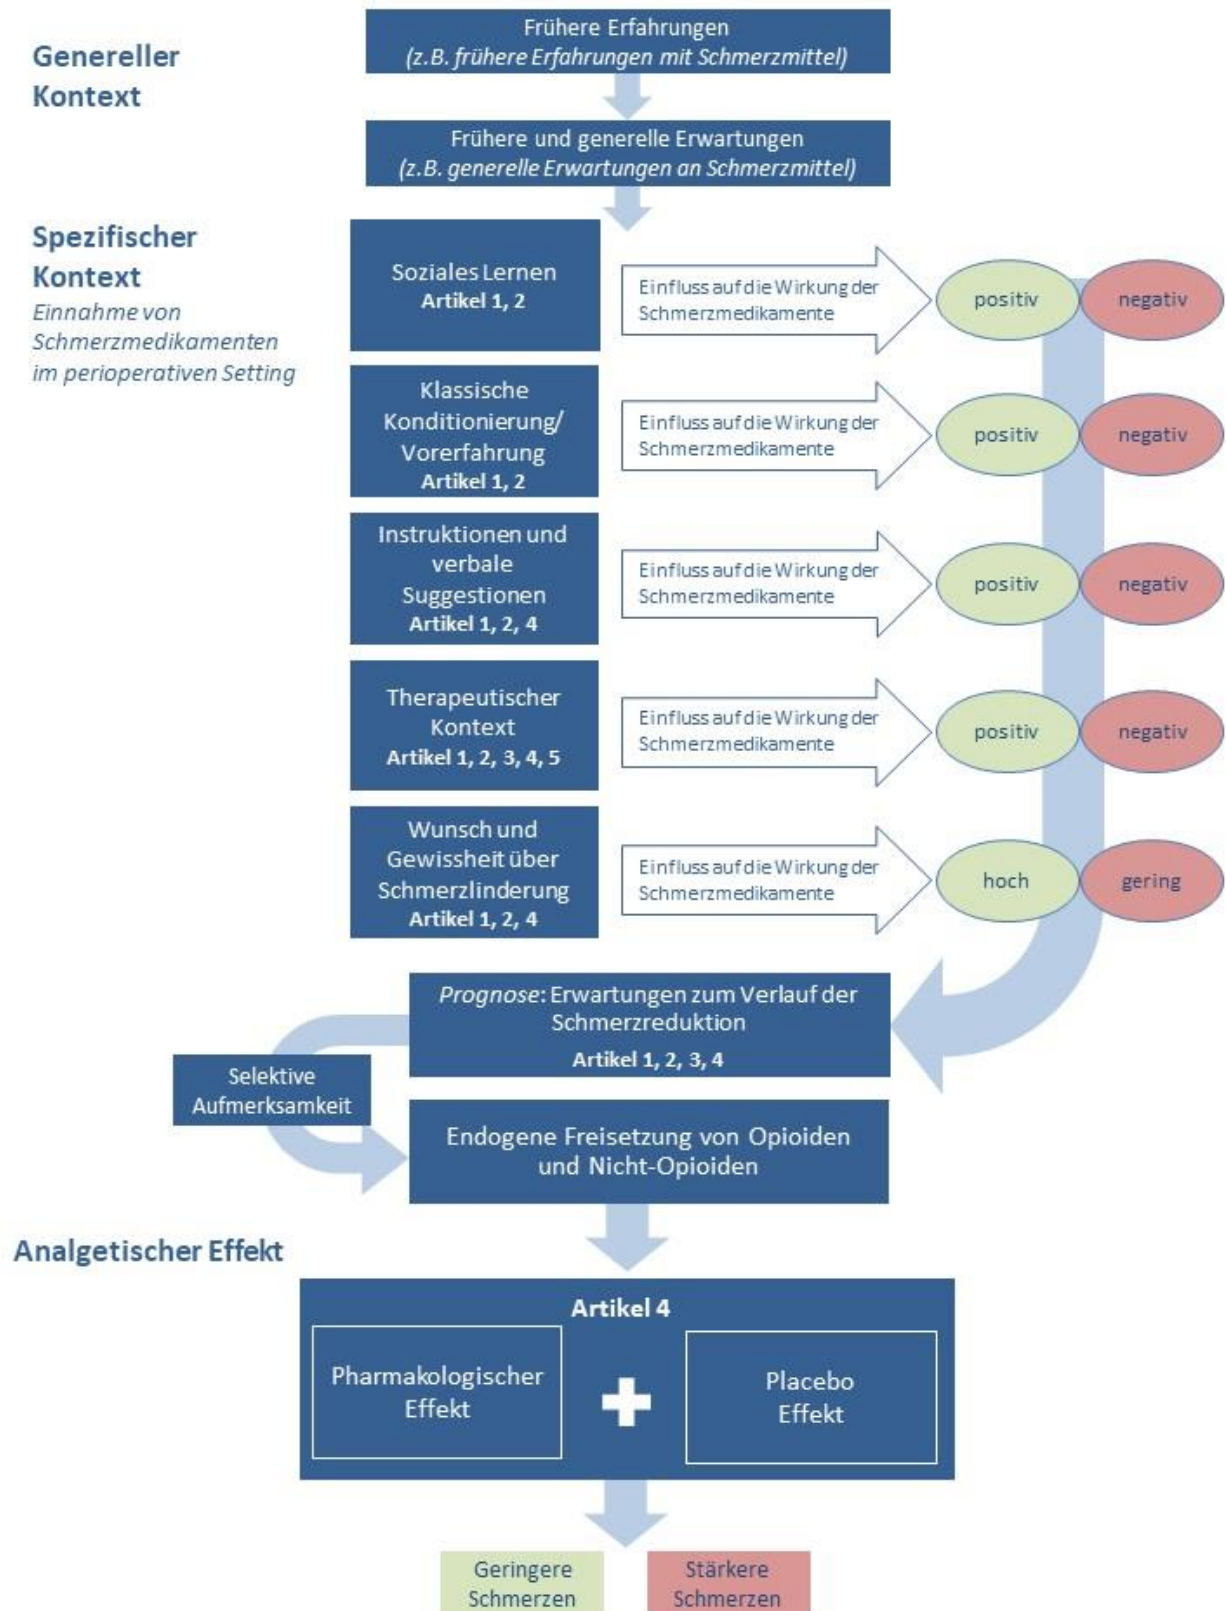 Genereller
Kontext
Frühere Erfahrungen
(z.B. frühere Erfahrungen mit Schmerzmittel)
Frühere und generelle Erwartungen
(z.B. generelle Erwartungen an Schmerzmittel)
Spezifischer
Kontext
Einnahme von
Schmerzmedikamenten
im perioperativen Setting
Soziales Lernen
Artikel 1, 2
Einfluss auf die Wirkung der
Schmerzmedikamente
positiv
negativ
Klassische
Konditionierung/
Vorerfahrung
Artikel 1, 2
Einfluss auf die Wirkung der
Schmerzmedikamente
positiv
negativ
Instruktionen und
verbale
Suggestionen
Artikel 1, 2, 4
Einfluss auf die Wirkung der
Schmerzmedikamente
positiv
negativ
Therapeutischer
Kontext
Artikel 1, 2, 3, 4, 5
Einfluss auf die Wirkung der
Schmerzmedikamente
positiv
negativ
Wunsch und
Gewissheit über
Schmerzlinderung
Artikel 1, 2, 4
Einfluss auf die Wirkung der
Schmerzmedikamente
hoch
gering
Prognose: Erwartungen zum Verlauf der
Schmerzreduktion
Artikel 1, 2, 3, 4
Selektive
Aufmerksamkeit
Endogene Freisetzung von Opioiden
und Nicht-Opioiden
Analgetischer Effekt
Artikel 4
Pharmakologischer
Effekt
Placebo
Effekt
Geringere
Schmerzen
Stärkere
Schmerzen